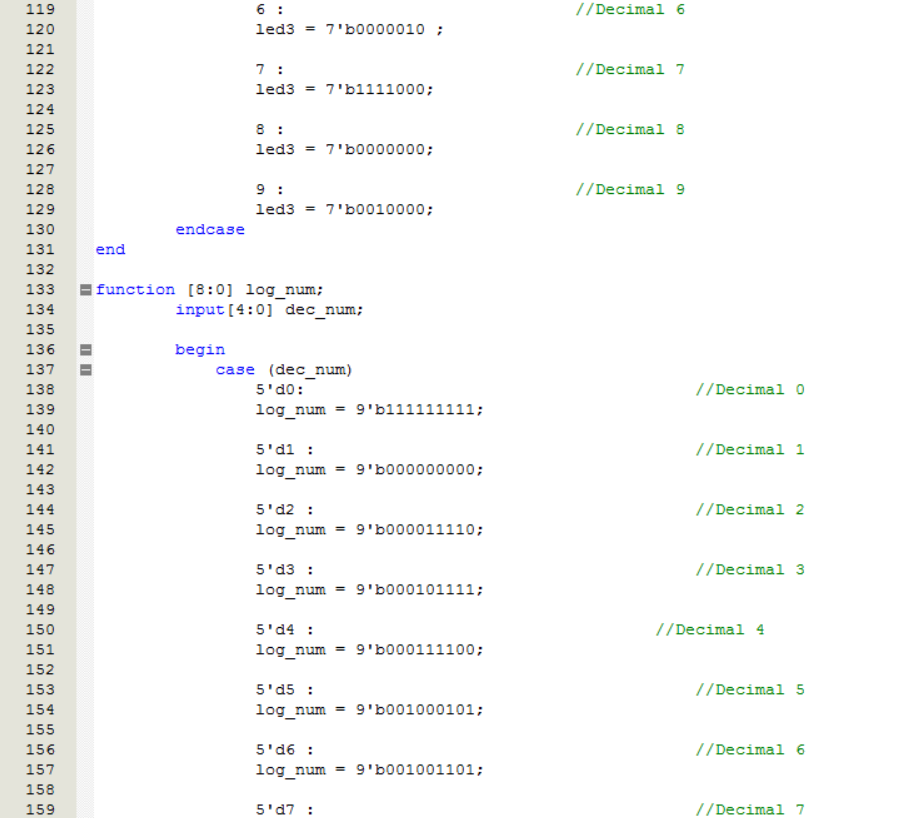 119 6 : //Decimal 6
120 led3 = 7'b0000010 ;
121
122 7 : //Decimal 7
123 led3 = 7'b1111000;
124
125 8 : //Decimal 8
126 led3 = 7'b0000000;
127
128 9 : //Decimal 9
129 led3 = 7'b0010000;
130 endcase
131 end
132
133 function [8:0] log_num;
134 input[4:0] dec_num;
135
136 begin
137 case (dec_num)
138 5'd0: //Decimal 0
139 log_num = 9'b111111111;
140
141 5'd1 : //Decimal 1
142 log_num = 9'b000000000;
143
144 5'd2 : //Decimal 2
145 log_num = 9'b000011110;
146
147 5'd3 : //Decimal 3
148 log_num = 9'b000101111;
149
150 5'd4 : //Decimal 4
151 log_num = 9'b000111100;
152
153 5'd5 : //Decimal 5
154 log_num = 9'b001000101;
155
156 5'd6 : //Decimal 6
157 log_num = 9'b001001101;
158
159 5'd7 : //Decimal 7